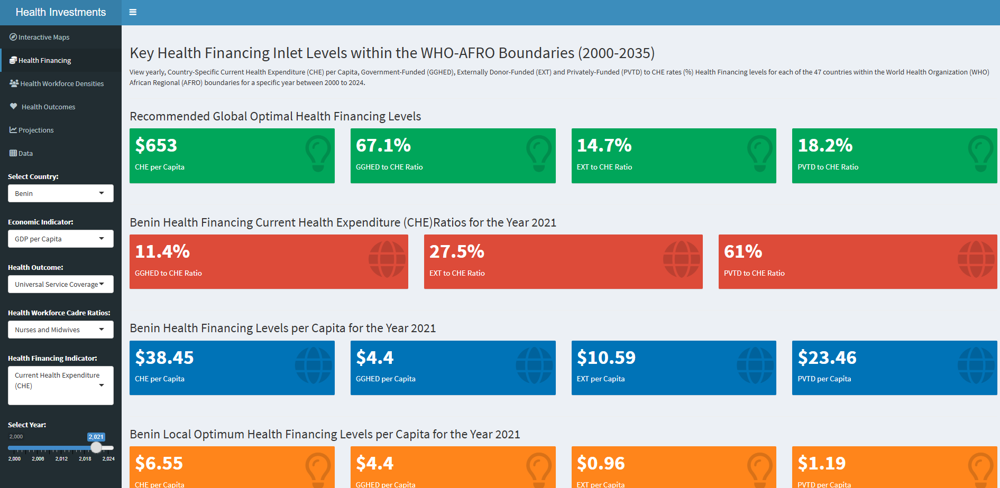 Health Investments
Interactive Maps
Health Financing
Health Workforce Densities
Health Outcomes
Projections
Data
Select Country:
Benin
Economic Indicator:
GDP per Capita
Health Outcome:
Universal Service Coverage
Health Workforce Cadre Ratios:
Nurses and Midwives
Health Financing Indicator:
Current Health Expenditure
(CHE)
Select Year:
2,000
2,021
2,000 2,006 2,012 2,018 2,024
Key Health Financing Inlet Levels within the WHO-AFRO Boundaries (2000-2035)
View yearly, Country-Specific Current Health Expenditure (CHE) per Capita, Government-Funded (GGHED), Externally Donor-Funded (EXT) and Privately-Funded (PVTD) to CHE rates (%) Health Financing levels for each of the 47 countries within the World Health Organization (WHO)
African Regional (AFRO) boundaries for a specific year between 2000 to 2024.
Recommended Global Optimal Health Financing Levels
$653 67.1% 14.7% 18.2%
CHE per Capita GGHED to CHE Ratio EXT to CHE Ratio PVTD to CHE Ratio
Benin Health Financing Current Health Expenditure (CHE)Ratios for the Year 2021
11.4% 27.5% 61%
GGHED to CHE Ratio EXT to CHE Ratio PVTD to CHE Ratio
Benin Health Financing Levels per Capita for the Year 2021
$38.45 $4.4 $10.59 $23.46
CHE per Capita GGHED per Capita EXT per Capita PVTD per Capita
Benin Local Optimum Health Financing Levels per Capita for the Year 2021
$6.55 $4.4 $0.96 $1.19
CHE per Capita GGHED per Capita EXT per Capita PVTD per Capita